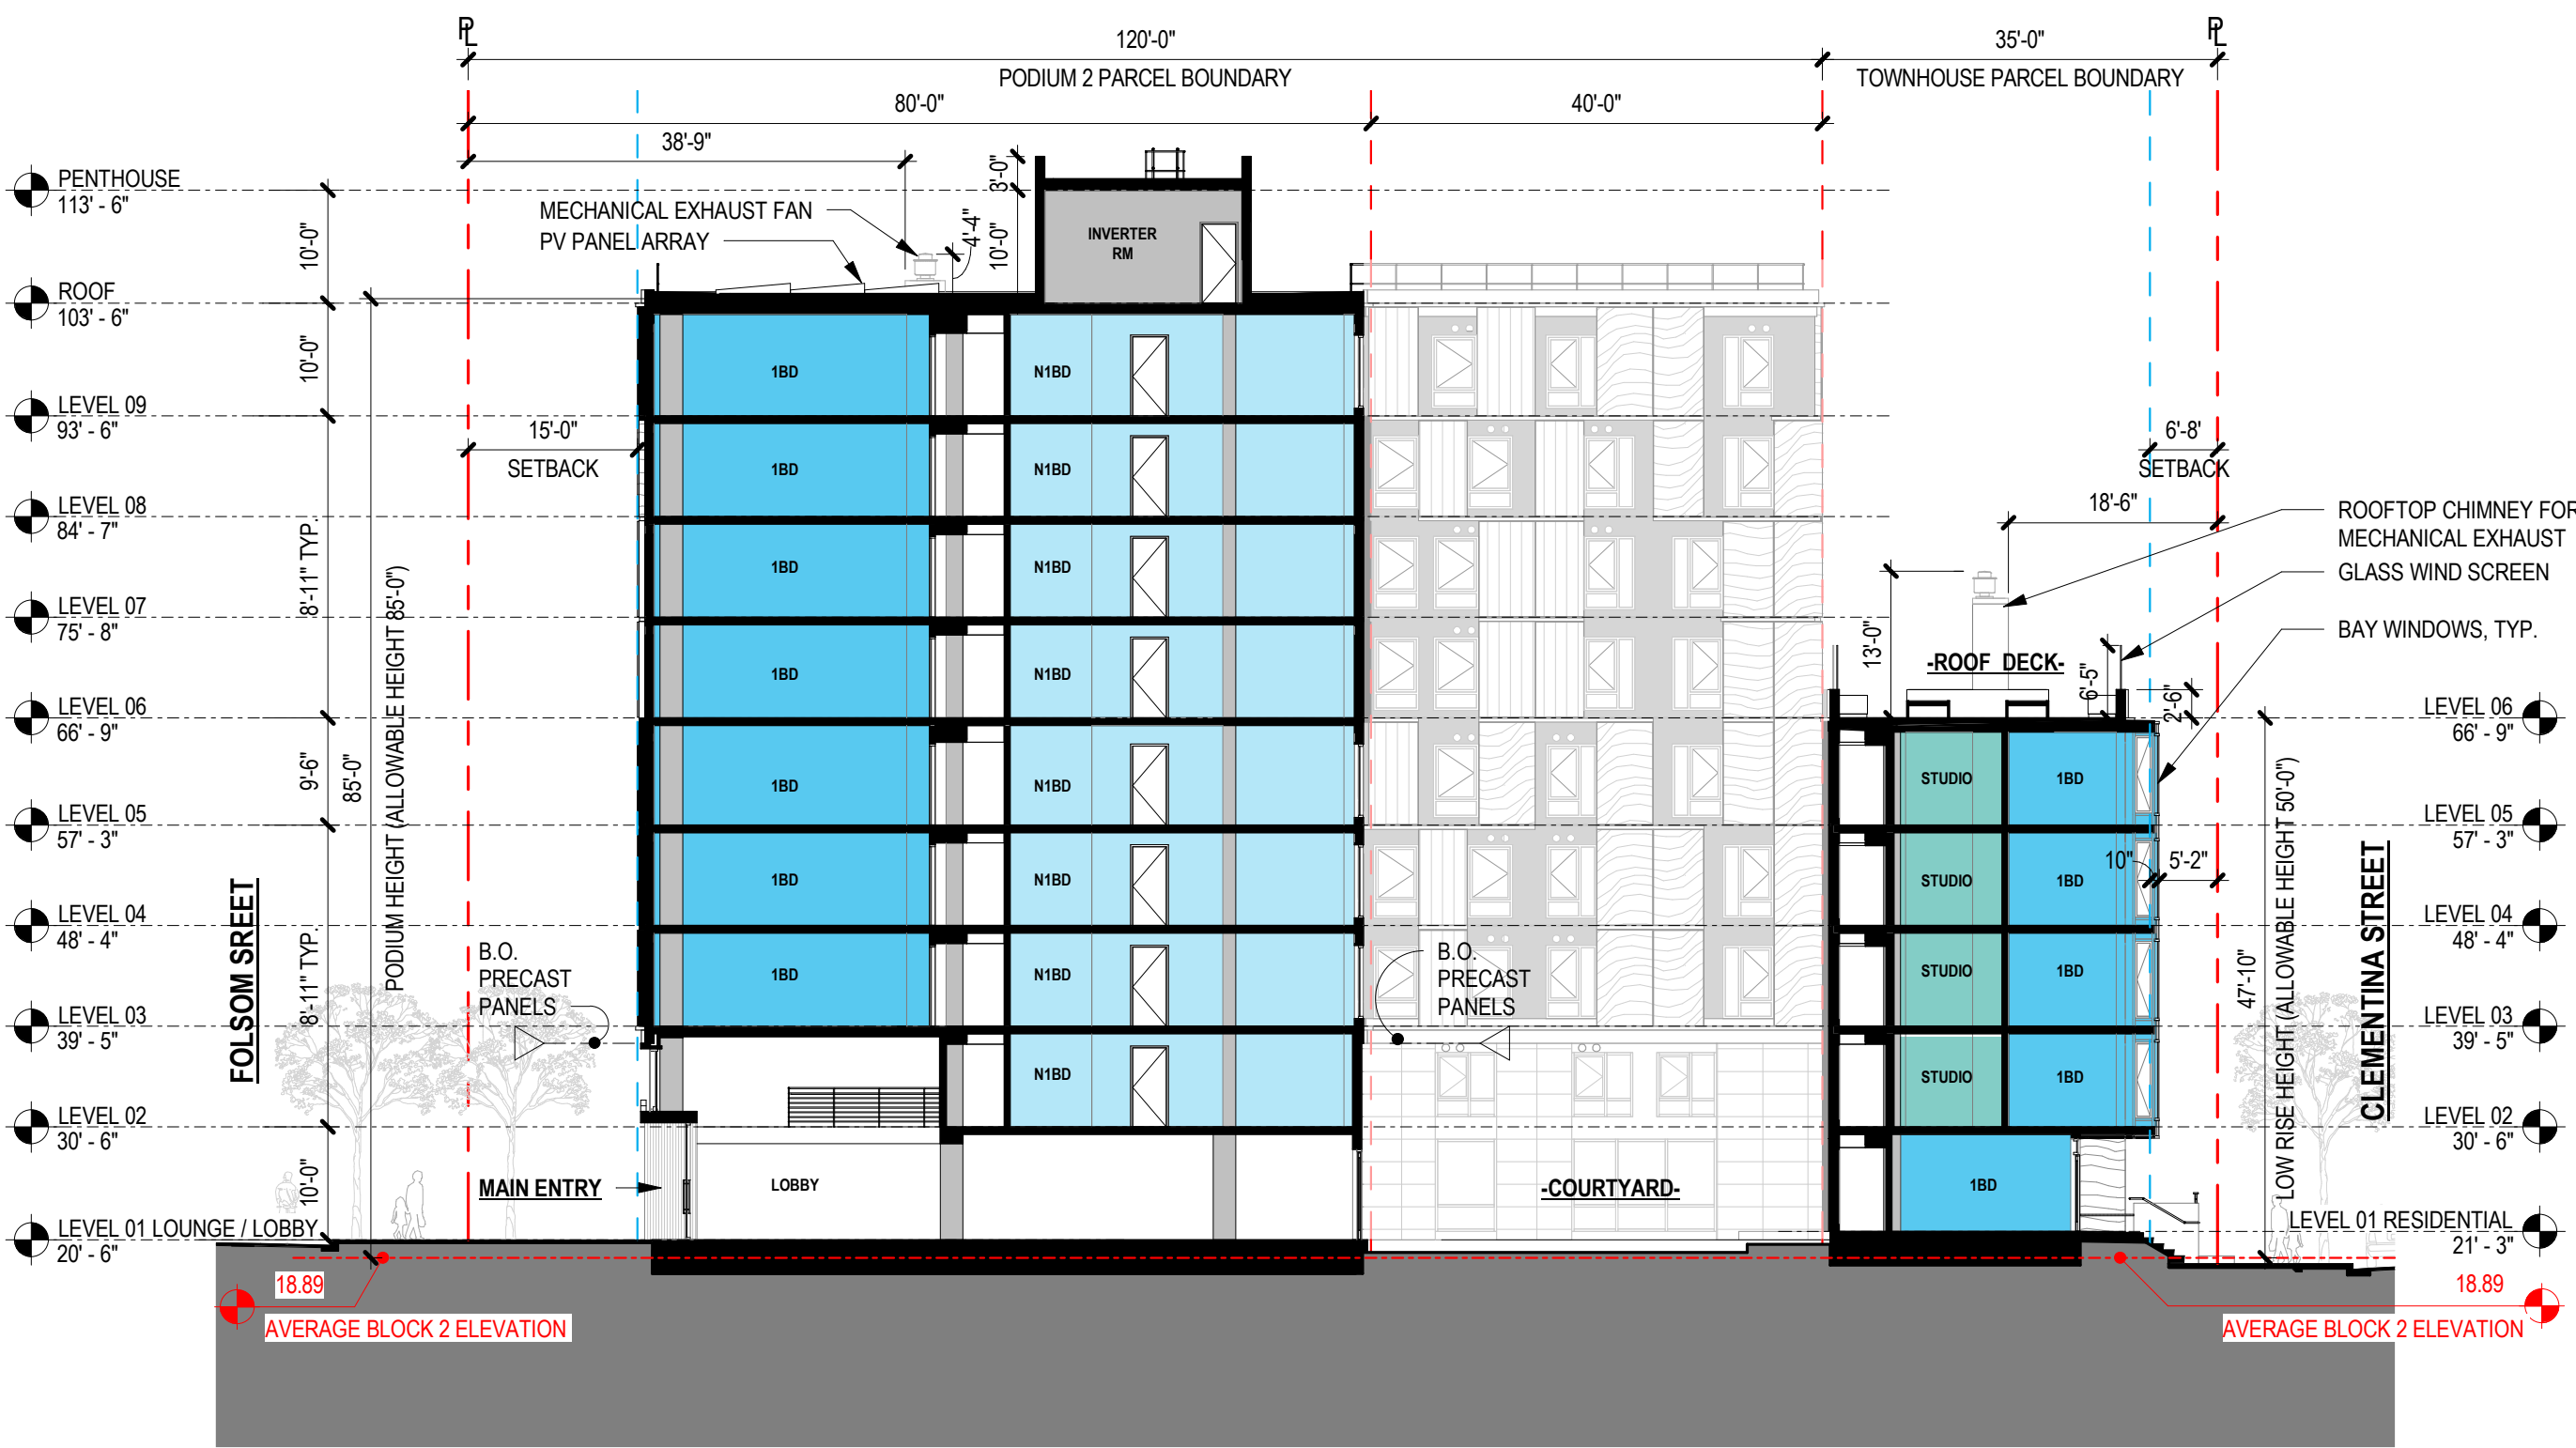 PL
120'-0"
PODIUM 2 PARCEL BOUNDARY
35'-0"
TOWNHOUSE PARCEL BOUNDARY
PL
80'-0"
40'-0"
38'-9"
PENTHOUSE
113' - 6"
10'-0"
ROOF
103' - 6"
10'-0"
LEVEL 09
93' - 6"
LEVEL 08
84' - 7"
8'-11" TYP.
LEVEL 07
75' - 8"
LEVEL 06
66' - 9"
9'-6"
LEVEL 05
57' - 3"
LEVEL 04
48' - 4"
8'-11" TYP.
LEVEL 03
39' - 5"
LEVEL 02
30' - 6"
10'-0"
LEVEL 01 LOUNGE / LOBBY
20' - 6"
85'-0"
PODIUM HEIGHT (ALLOWABLE HEIGHT 85'-0")
FOLSOM SREET
18.89
AVERAGE BLOCK 2 ELEVATION
MECHANICAL EXHAUST FAN
PV PANEL ARRAY
4'-4"
3'-0"
10'-0"
INVERTER
RM
15'-0"
SETBACK
1BD
N1BD
1BD
N1BD
1BD
N1BD
1BD
N1BD
1BD
N1BD
1BD
N1BD
1BD
N1BD
N1BD
B.O.
PRECAST
PANELS
MAIN ENTRY
LOBBY
B.O.
PRECAST
PANELS
-COURTYARD-
6'-8'
SETBACK
18'-6"
ROOFTOP CHIMNEY FOR
MECHANICAL EXHAUST
GLASS WIND SCREEN
BAY WINDOWS, TYP.
13'-0"
-ROOF DECK-
6'-5"
2'-6"
STUDIO
1BD
STUDIO
1BD
10"
5'-2"
STUDIO
1BD
STUDIO
1BD
1BD
47'-10"
LOW RISE HEIGHT (ALLOWABLE HEIGHT 50'-0")
CLEMENTINA STREET
LEVEL 06
66' - 9"
LEVEL 05
57' - 3"
LEVEL 04
48' - 4"
LEVEL 03
39' - 5"
LEVEL 02
30' - 6"
LEVEL 01 RESIDENTIAL
21' - 3"
18.89
AVERAGE BLOCK 2 ELEVATION